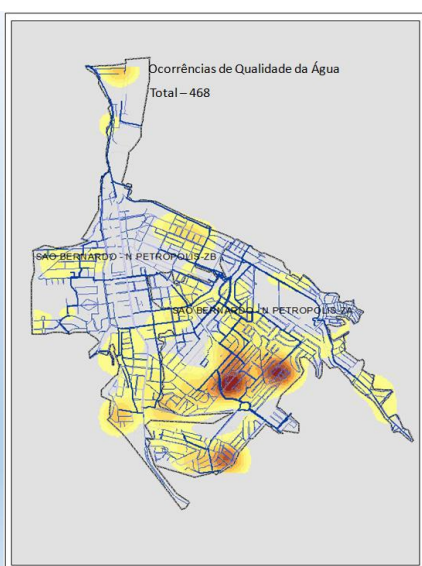 Ocorrências de Qualidade da Água
Total – 468
SAO BERNARDO - N PETROPOLIS-ZB
SAO BERNARDO - N PETROPOLIS-ZA